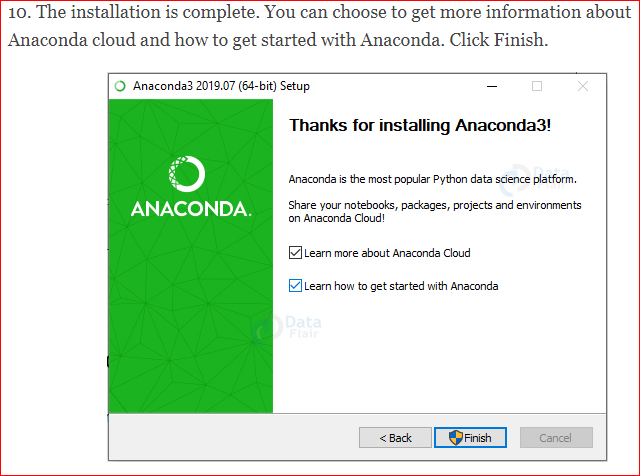 10. The installation is complete. You can choose to get more information about
Anaconda cloud and how to get started with Anaconda. Click Finish.
Anaconda3 2019.07 (64-bit) Setup
Thanks for installing Anaconda3!
Anaconda is the most popular Python data science platform.
Share your notebooks, packages, projects and environments
on Anaconda Cloud!
ANACONDA.
Learn more about Anaconda Cloud
Learn how to get started with Anaconda
Data
Flair
Data
Flair
< Back
Finish
Cancel